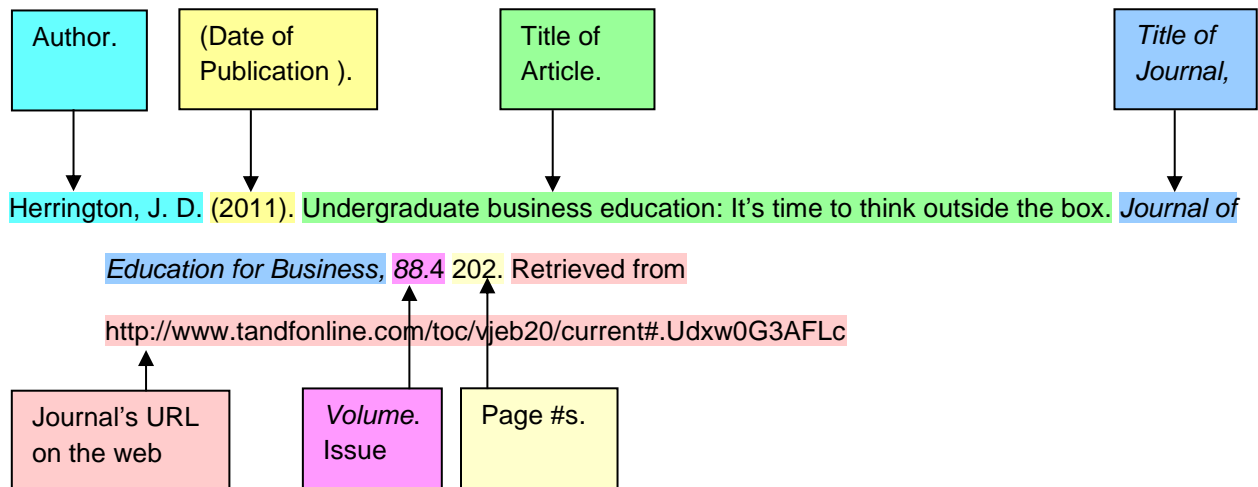 Author.
(Date of
Publication ).
Title of
Article.
Title of
Journal,
Herrington, J. D. (2011). Undergraduate business education: It's time to think outside the box. Journal of
Education for Business, 88.4 202. Retrieved from
http://www.tandfonline.com/toc/vjeb20/current#.Udxw0G3AFLc
Journal's URL
on the web
Volume.
Issue
Page #s.